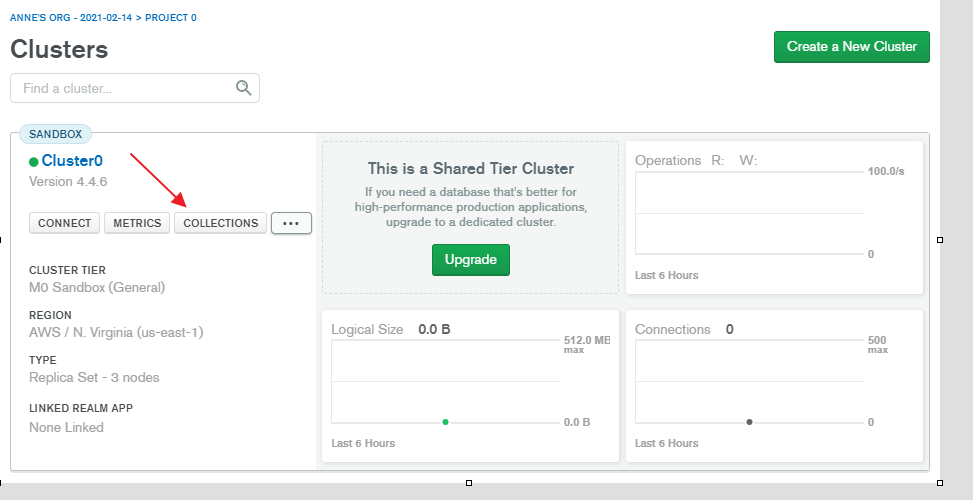 ANNE'S ORG - 2021-02-14 > PROJECT 0
Clusters
Create a New Cluster
Find a cluster...
SANDBOX
Cluster0
Version 4.4.6
CONNECT
METRICS
COLLECTIONS
...
CLUSTER TIER
M0 Sandbox (General)
REGION
AWS / N. Virginia (us-east-1)
TYPE
Replica Set - 3 nodes
LINKED REALM APP
None Linked
This is a Shared Tier Cluster
If you need a database that's better for
high-performance production applications,
upgrade to a dedicated cluster.
Upgrade
Operations R: W:
100.0/s
0
Last 6 Hours
Logical Size 0.0 B
512.0 MB
max
0.0 B
Last 6 Hours
Connections 0
500
max
0
Last 6 Hours